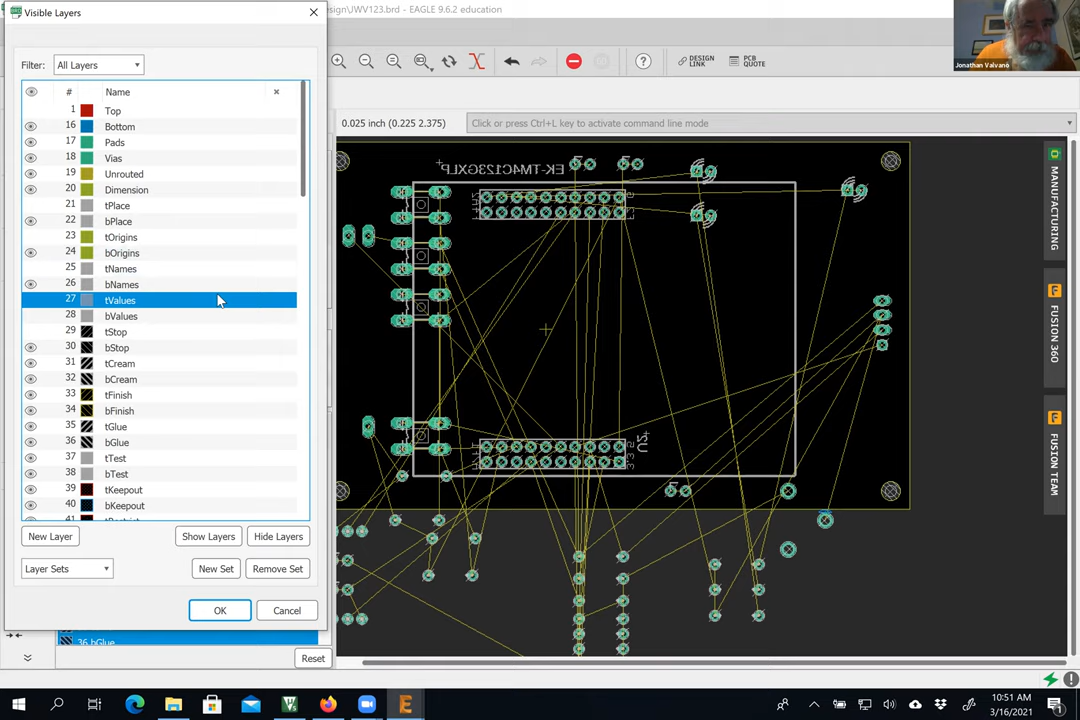 Visible Layers
sign/JWV123.brd - EAGLE 9.6.2 education
Jonathan Valvano
Filter: All Layers
DESIGN LINK
PCB QUOTE
# Name
0.025 inch (0.225 2.375)
Click or press Ctrl+L key to activate command line mode
1 Top
16 Bottom
17 Pads
18 Vias
19 Unrouted
20 Dimension
21 tPlace
22 bPlace
23 tOrigins
24 bOrigins
25 tNames
26 bNames
27 tValues
28 bValues
29 tStop
30 bStop
31 tCream
32 bCream
33 tFinish
34 bFinish
35 tGlue
36 bGlue
37 tTest
38 bTest
39 tKeepout
40 bKeepout
EK-TM4C123GXLP
U2
MANUFACTURING
FUSION 360
FUSION TEAM
New Layer Show Layers Hide Layers
Layer Sets New Set Remove Set
OK Cancel
36 bGlue
Reset
10:51 AM
3/16/2021